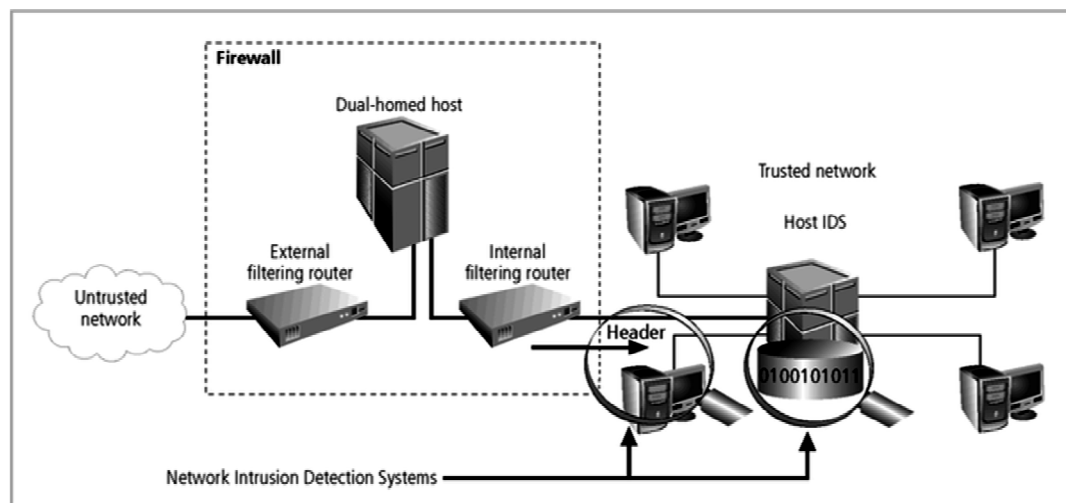 Firewall
Dual-homed host
Trusted network
Host IDS
External
filtering router
Internal
filtering router
Untrusted
network
Header
0100101011
Network Intrusion Detection Systems